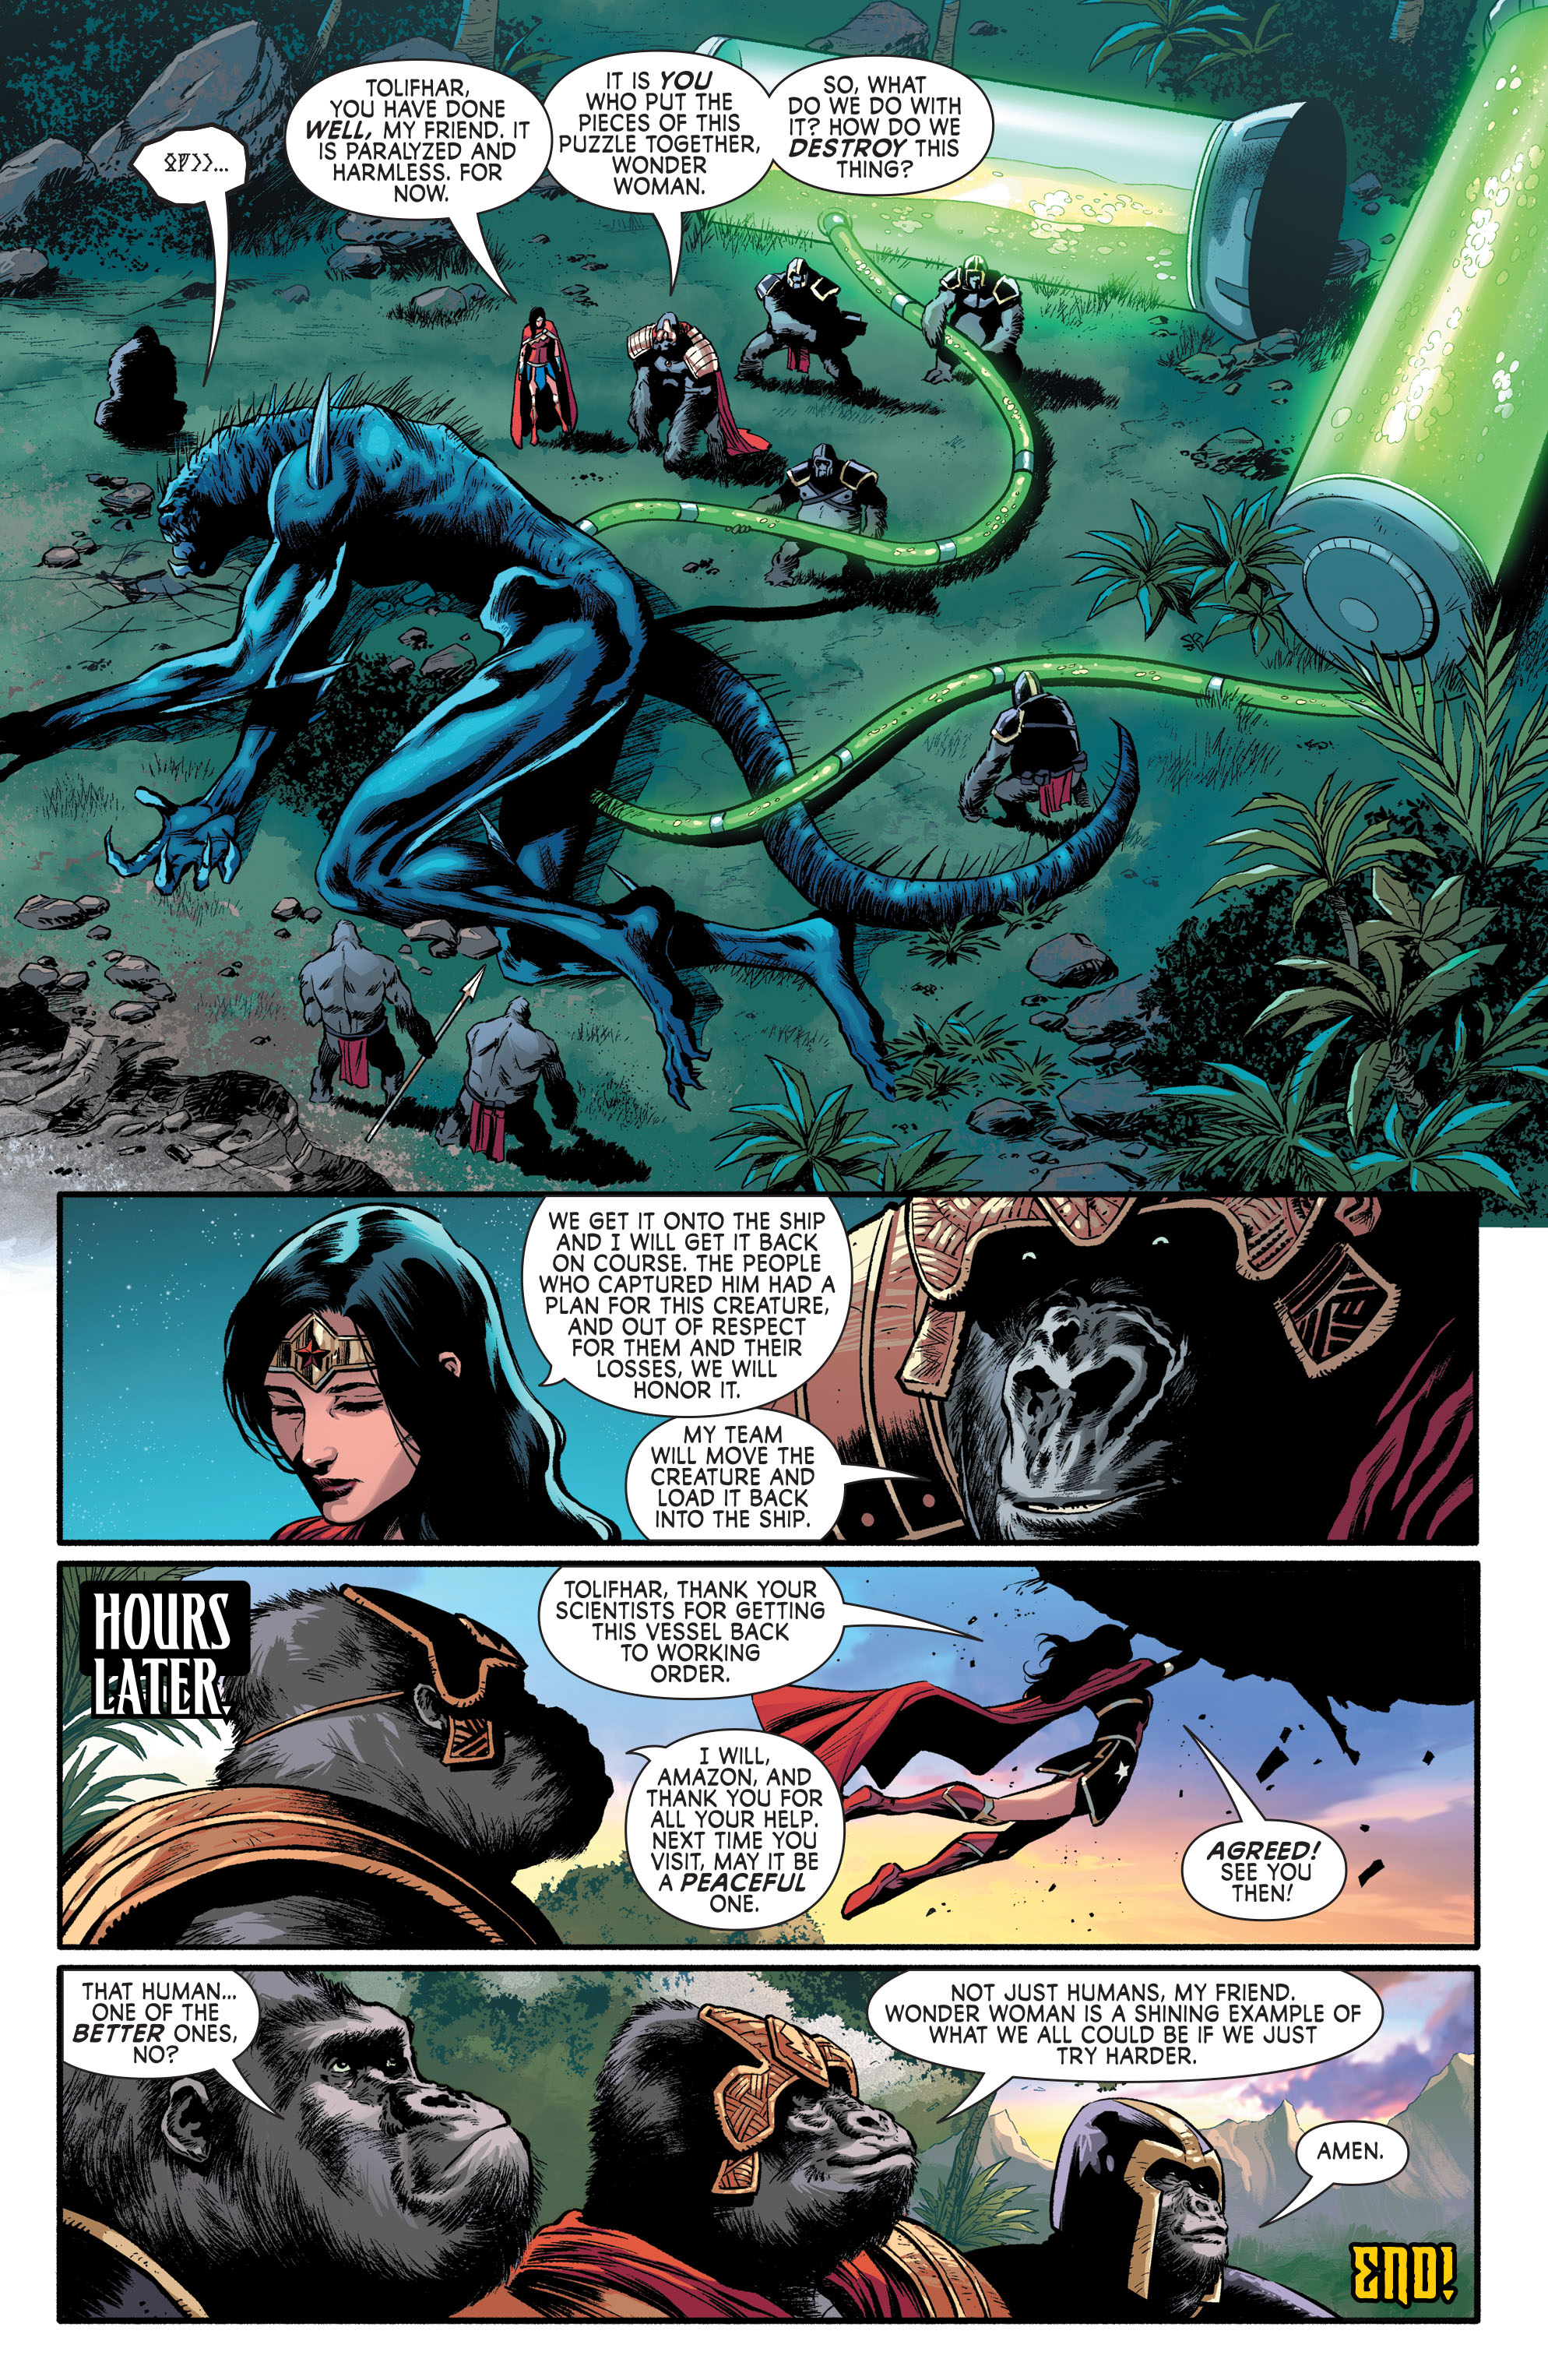 TOLIFHAR,
YOU HAVE DONE
WELL, MY FRIEND. IT
IS PARALYZED AND
HARMLESS. FOR
NOW.
IT IS YOU
WHO PUT THE
PIECES OF THIS
PUZZLE TOGETHER,
WONDER
WOMAN.
SO, WHAT
DO WE DO WITH
IT? HOW DO WE
DESTROY THIS
THING?
WE GET IT ONTO THE SHIP
AND I WILL GET IT BACK
ON COURSE. THE PEOPLE
WHO CAPTURED HIM HAD A
PLAN FOR THIS CREATURE,
AND OUT OF RESPECT
FOR THEM AND THEIR
LOSSES, WE WILL
HONOR IT.
MY TEAM
WILL MOVE THE
CREATURE AND
LOAD IT BACK
INTO THE SHIP.
HOURS
LATER.
TOLIFHAR, THANK YOUR
SCIENTISTS FOR GETTING
THIS VESSEL BACK
TO WORKING
ORDER.
I WILL,
AMAZON, AND
THANK YOU FOR
ALL YOUR HELP.
NEXT TIME YOU
VISIT, MAY IT BE
A PEACEFUL
ONE.
AGREED!
SEE YOU
THEN!
THAT HUMAN...
ONE OF THE
BETTER ONES,
NO?
NOT JUST HUMANS, MY FRIEND.
WONDER WOMAN IS A SHINING EXAMPLE OF
WHAT WE ALL COULD BE IF WE JUST
TRY HARDER.
AMEN.
END!